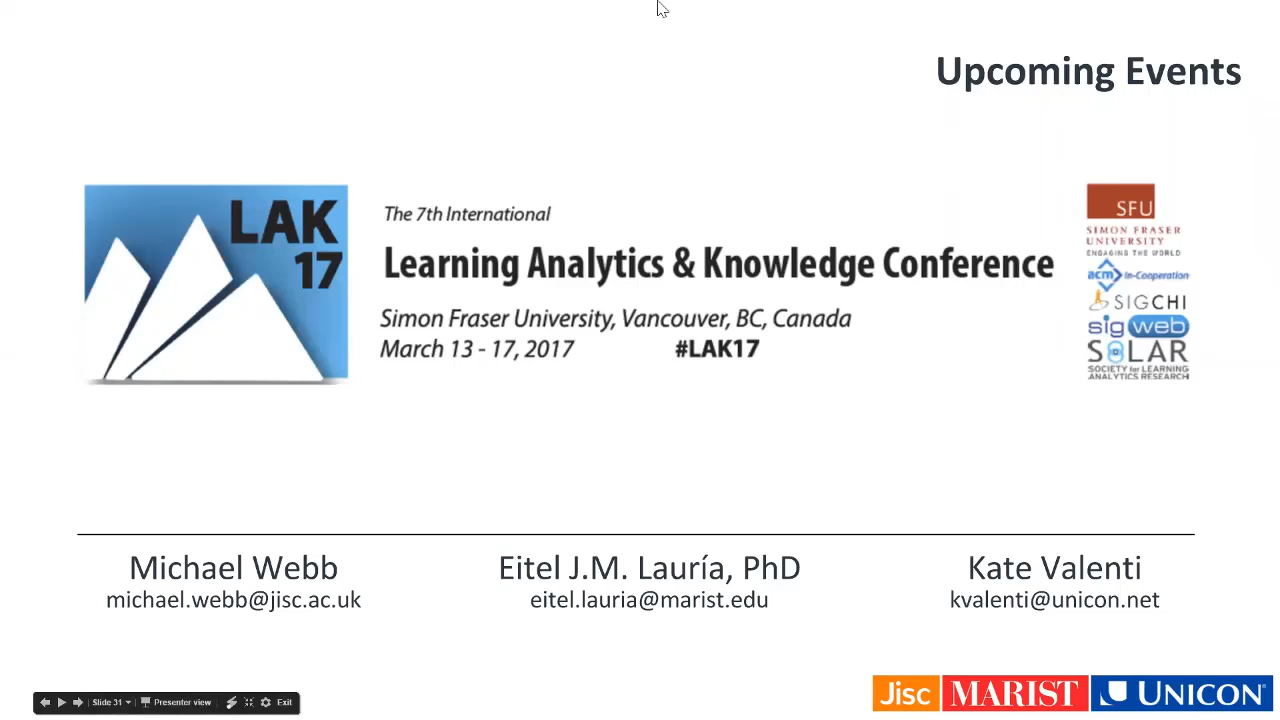 Upcoming Events
LAK
17
The 7th International
Learning Analytics & Knowledge Conference
Simon Fraser University, Vancouver, BC, Canada
March 13 - 17, 2017 #LAK17
SFU
SIMON FRASER
UNIVERSITY
ENGAGING THE WORLD
acm In-Cooperation
SIGCHI
sigweb
SOLAR
SOCIETY for LEARNING
ANALYTICS RESEARCH
Michael Webb
michael.webb@jisc.ac.uk
Eitel J.M. Lauría, PhD
eitel.lauria@marist.edu
Kate Valenti
kvalenti@unicon.net
Slide 31 Presenter view Exit
Jisc MARIST UNICON®